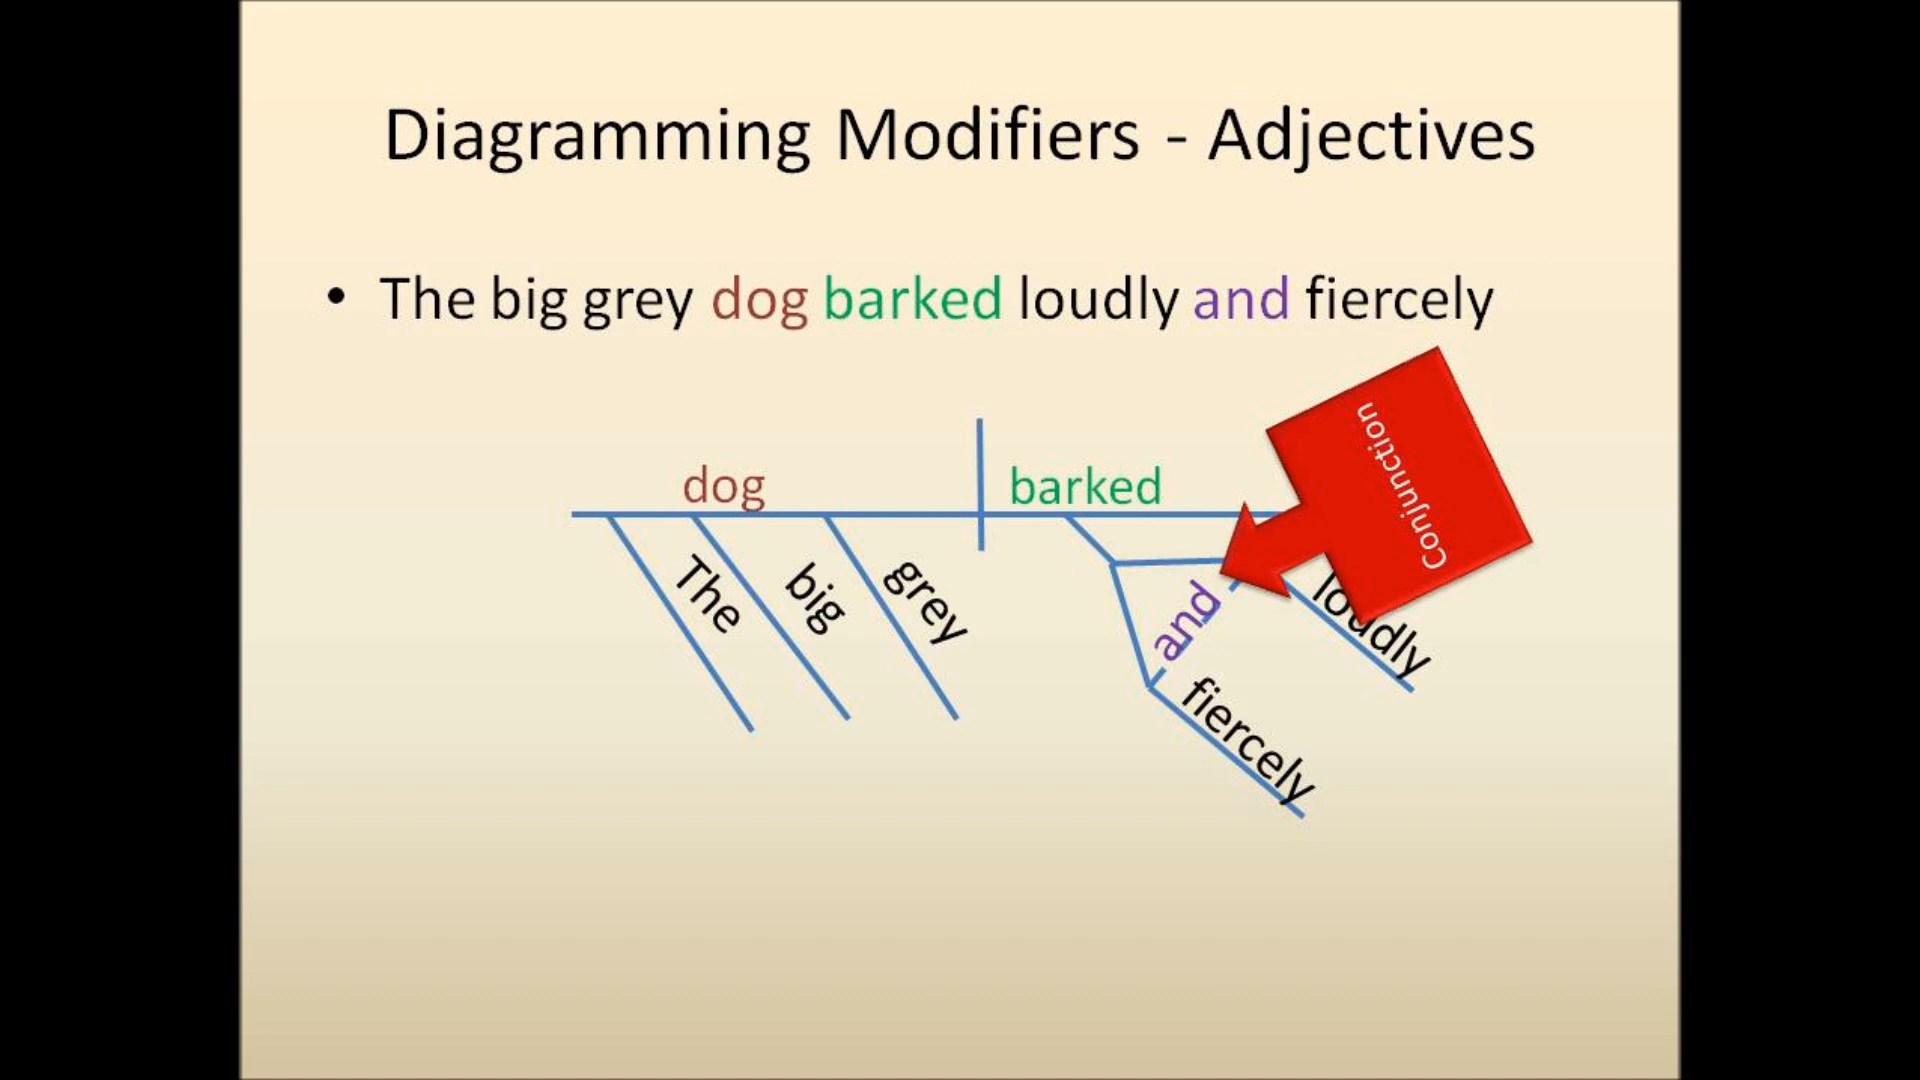 Diagramming Modifiers - Adjectives
• The big grey dog barked loudly and fiercely
dog
barked
The
big
grey
and
loudly
fiercely
Conjunction